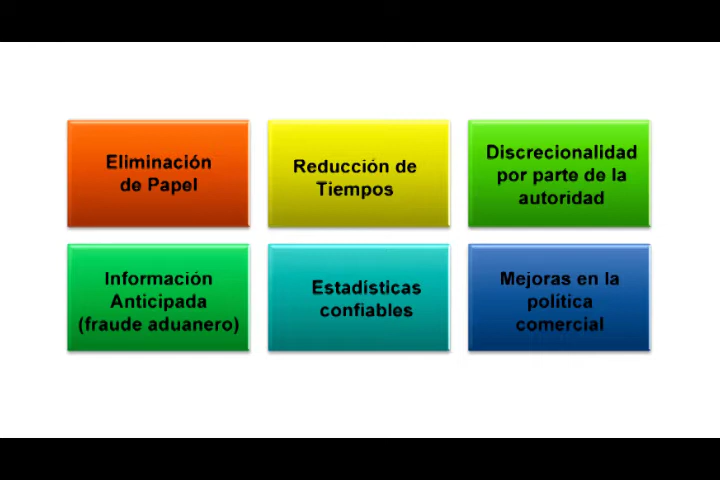 Eliminación
de Papel
Reducción de
Tiempos
Discrecionalidad
por parte de la
autoridad
Información
Anticipada
(fraude aduanero)
Estadísticas
confiables
Mejoras en la
política
comercial